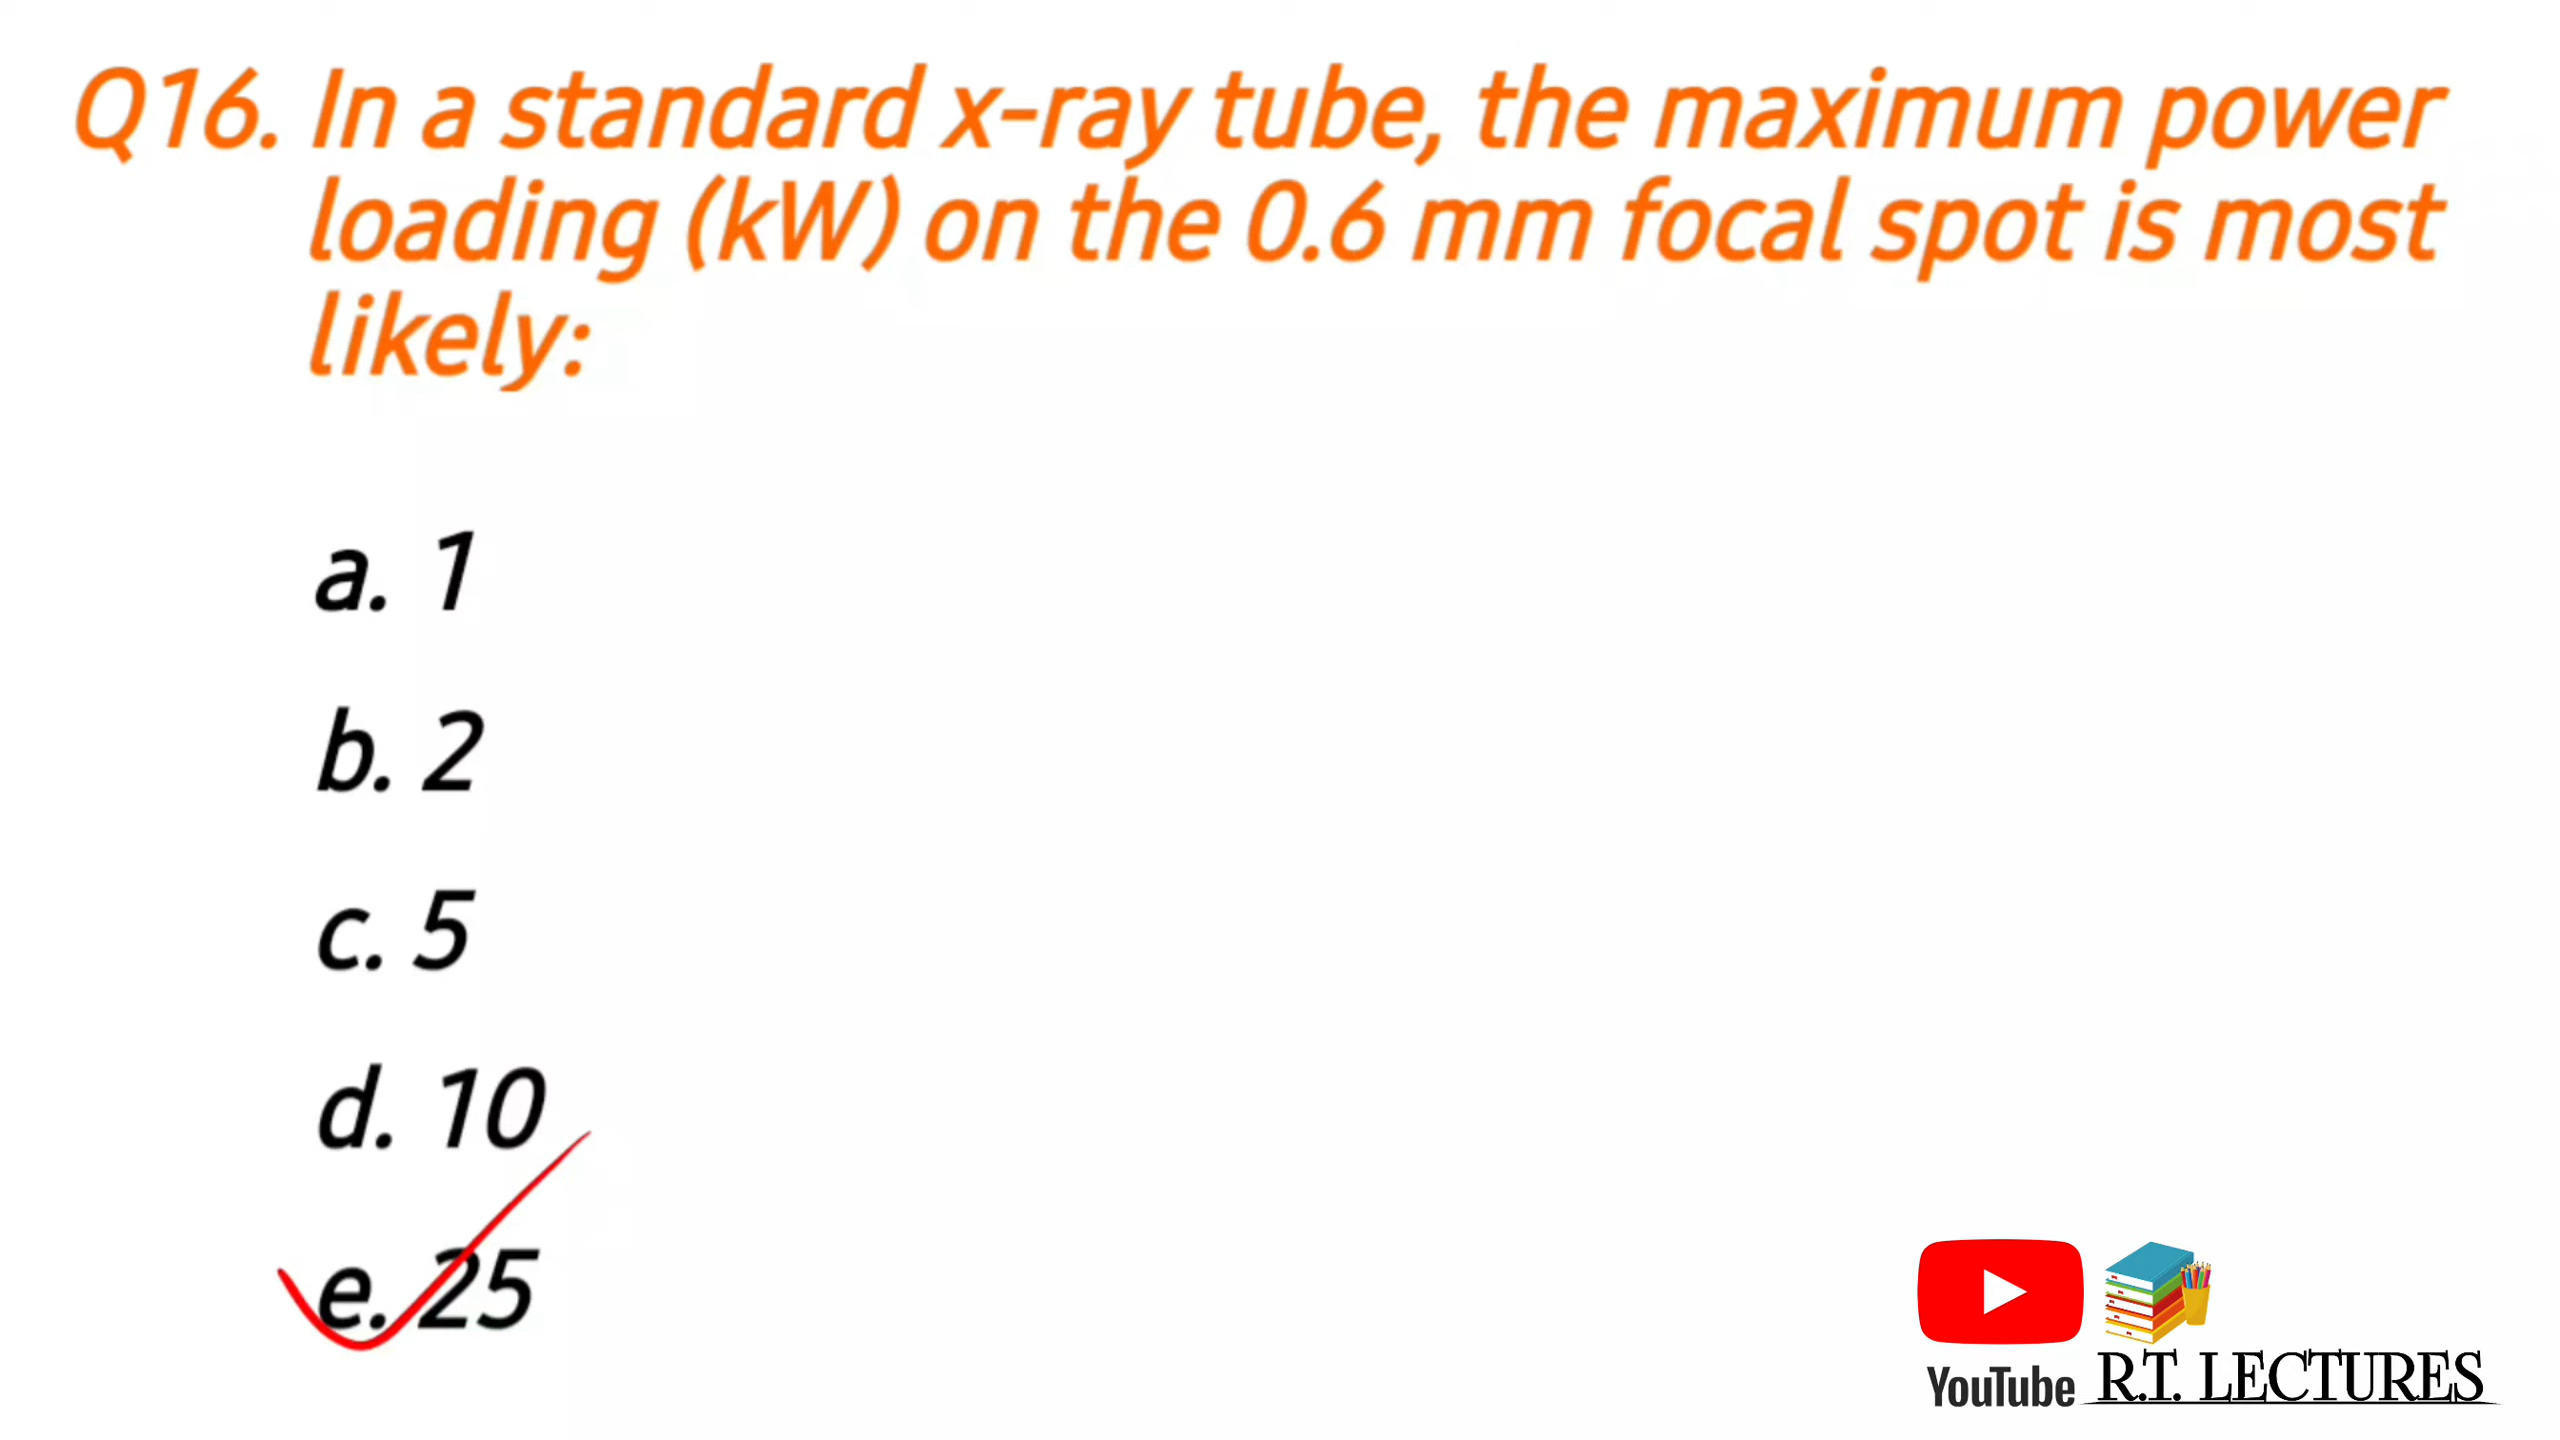 Q16. In a standard x-ray tube, the maximum power
loading (kW) on the 0.6 mm focal spot is most
likely:
a. 1
b. 2
c. 5
d. 10
e. 25
YouTube R.T. LECTURES